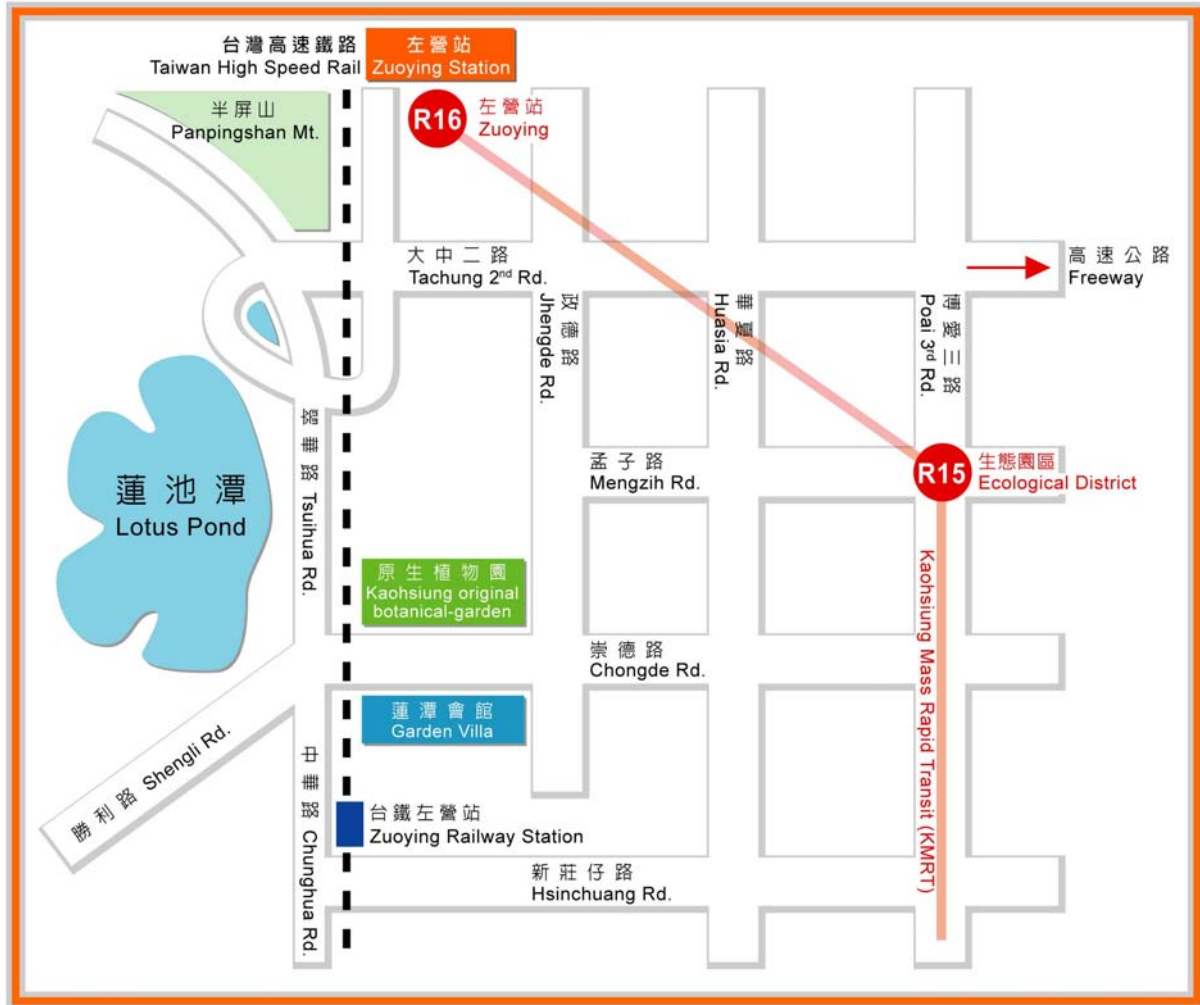 台灣高速鐵路
Taiwan High Speed Rail
左營站
Zuoying Station
半屏山
Panpingshan Mt.
R16
左營站
Zuoying
大中二路
Tachung 2nd Rd.
高速公路
Freeway
政德路
Jhengde Rd.
華夏路
Huasia Rd.
博愛三路
Poai 3rd Rd.
翠華路 Tsuihua Rd.
蓮池潭
Lotus Pond
孟子路
Mengzih Rd.
R15
生態園區
Ecological District
原生植物園
Kaohsiung original
botanical-garden
崇德路
Chongde Rd.
蓮潭會館
Garden Villa
勝利路 Shengli Rd.
中華路 Chunghua Rd.
台鐵左營站
Zuoying Railway Station
新莊仔路
Hsinchuang Rd.
Kaohsiung Mass Rapid Transit (KMRT)